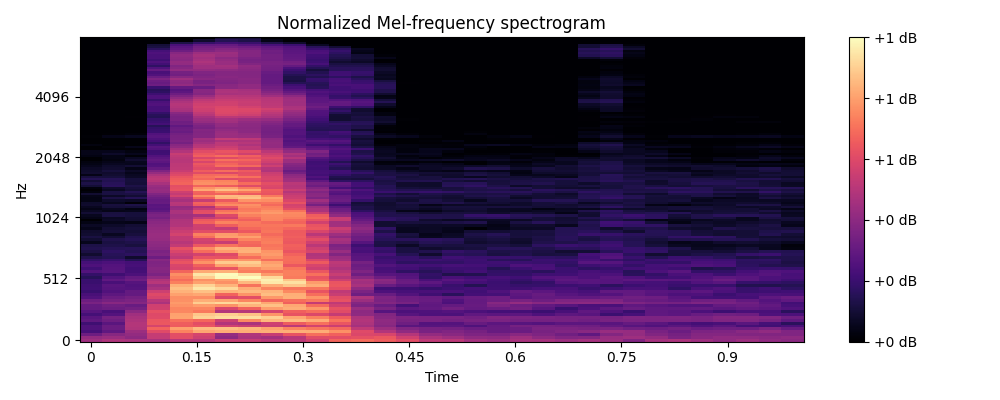 Normalized Mel-frequency spectrogram
Hz
4096
2048
1024
512
0
0
0.15
0.3
0.45
0.6
0.75
0.9
Time
+1 dB
+1 dB
+1 dB
+0 dB
+0 dB
+0 dB